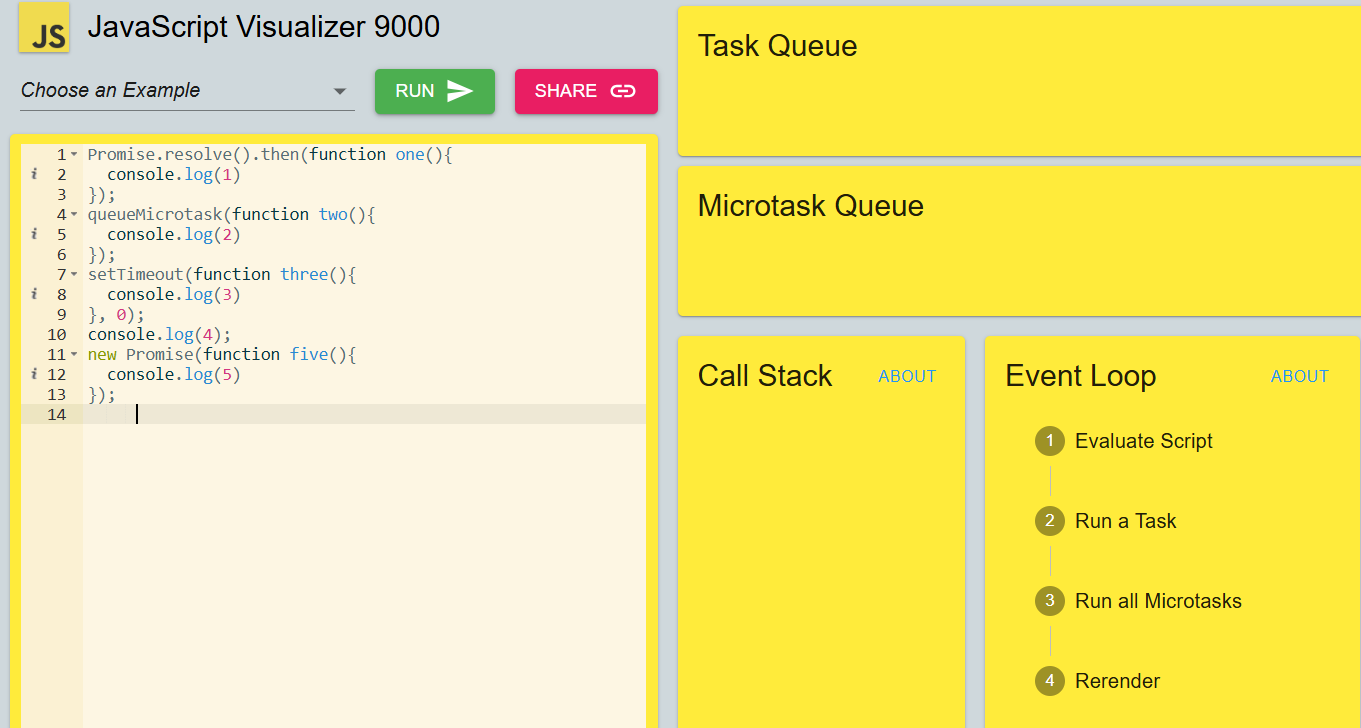 JS JavaScript Visualizer 9000
Choose an Example
RUN
SHARE
1 Promise.resolve().then(function one(){
i 2   console.log(1)
3 });
4 queueMicrotask(function two(){
i 5   console.log(2)
6 });
7 setTimeout(function three(){
i 8   console.log(3)
9 }, 0);
10 console.log(4);
11 new Promise(function five(){
i 12   console.log(5)
13 });
14
Task Queue
Microtask Queue
Call Stack
ABOUT
Event Loop
ABOUT
1 Evaluate Script
2 Run a Task
3 Run all Microtasks
4 Rerender